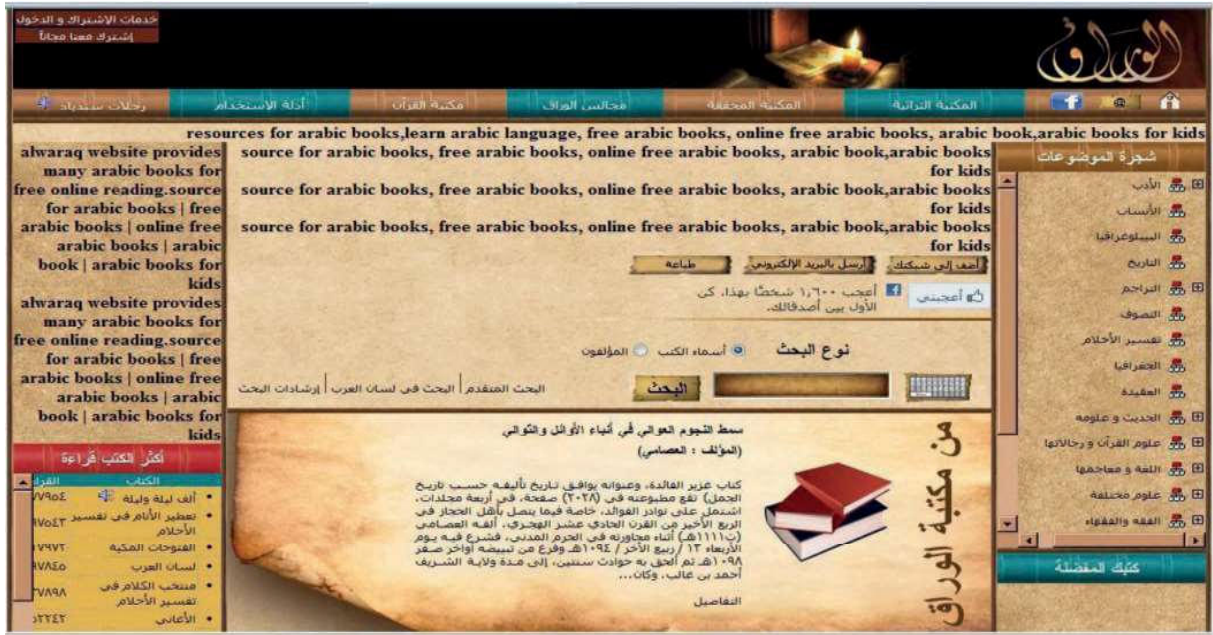 خدمات الإشتراك و الدخول
إشترك معنا مجاناً
الوراق
المكتبة التراثية
المكتبة المحققة
مجالس الوراق
مكتبة القرآن
أدلة الإستخدام
رحلات سندباد
resources for arabic books,learn arabic language, free arabic books, online free arabic books, arabic book,arabic books for kids
شجرة الموضوعات
الأدب
الأنساب
الببيلوغرافيا
التاريخ
التراجم
التصوف
تفسير الأحلام
الجغرافيا
العقيدة
الحديث و علومه
علوم القرآن و رجالاتها
اللغة و معاجمها
علوم مختلفة
الفقه والفقهاء
كتبك المفضلة
source for arabic books, free arabic books, online free arabic books, arabic book,arabic books
for kids
source for arabic books, free arabic books, online free arabic books, arabic book,arabic books
for kids
source for arabic books, free arabic books, online free arabic books, arabic book,arabic books
for kids
أضف إلى شبكتك
أرسل بالبريد الإلكتروني
طباعة
أعجبني
أعجب ١٫٦٠٠ شخصًا بهذا. كن
الأول بين أصدقائك.
نوع البحث
أسماء الكتب
المؤلفون
البحث
البحث المتقدم | البحث في لسان العرب | إرشادات البحث
من مكتبة الوراق
سمط النجوم العوالي في أنباء الأوائل والتوالي
(المؤلف : العصامي)
كتاب عزير الفائدة، وعنوانه يوافق تاريخ تأليفه حسب تاريخ
الجمل) تقع مطبوعته في (٢٠٢٨) صفحة، في أربعة مجلدات،
اشتمل على نوادر الفوائد، خاصة فيما يتصل بأهل الحجاز في
الربع الأخير من القرن الحادي عشر الهجري، ألفه العصامي
(ت١١١١هـ) أثناء مجاورته في الحرم المدني، فشرع فيه يوم
الأربعاء ١٣ / ربيع الآخر / ١٠٩٤هـ وفرغ من تبييضه أواخر صفر
١٠٩٨هـ ثم ألحق به حوادث سنتين، إلى مدة ولاية الشريف
أحمد بن غالب، وكان...
التفاصيل
alwaraq website provides
many arabic books for
free online reading.source
for arabic books | free
arabic books | online free
arabic books | arabic
book | arabic books for
kids
alwaraq website provides
many arabic books for
free online reading.source
for arabic books | free
arabic books | online free
arabic books | arabic
book | arabic books for
kids
أكثر الكتب قراءة
الكتاب
ألف ليلة وليلة
تعطير الأنام في تفسير
الأحلام
الفتوحات المكية
لسان العرب
منتخب الكلام في
تفسير الأحلام
الأغاني